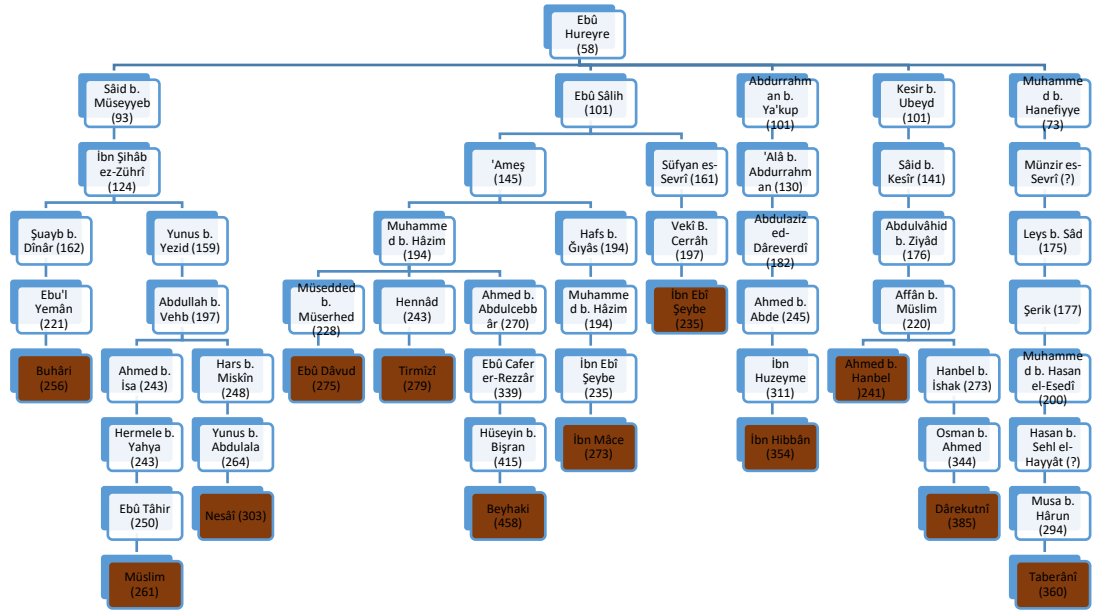 Ebû
Hureyre
(58)
Sâid b.
Müseyyeb
(93)
Ebû Sâlih
(101)
Abdurrahm
an b.
Ya'kup
(101)
Kesir b.
Ubeyd
(101)
Muhamme
d b.
Hanefiyye
(73)
İbn Şihâb
ez-Zührî
(124)
'Ameş
(145)
Süfyan es-
Sevrî (161)
'Alâ b.
Abdurrahm
an (130)
Sâid b.
Kesîr (141)
Münzir es-
Sevrî (?)
Şuayb b.
Dînâr (162)
Yunus b.
Yezid (159)
Muhamme
d b. Hâzim
(194)
Hafs b.
Ğıyâs (194)
Vekî B.
Cerrâh
(197)
Abdulaziz
ed-
Dâreverdî
(182)
Abdulvâhid
b. Ziyâd
(176)
Leys b. Sâd
(175)
Ebu'l
Yemân
(221)
Abdullah b.
Vehb (197)
Müsedded
b.
Müserhed
(228)
Hennâd
(243)
Ahmed b.
Abdulcebb
âr (270)
Muhamme
d b. Hâzim
(194)
İbn Ebî
Şeybe
(235)
Ahmed b.
Abde (245)
Affân b.
Müslim
(220)
Şerik (177)
Buhâri
(256)
Ahmed b.
İsa (243)
Hars b.
Miskîn
(248)
Ebû Dâvud
(275)
Tirmîzî
(279)
Ebû Cafer
er-Rezzâr
(339)
İbn Ebî
Şeybe
(235)
İbn
Huzeyme
(311)
Ahmed b.
Hanbel
)241)
Hanbel b.
İshak (273)
Muhamme
d b. Hasan
el-Esedî
(200)
Hermele b.
Yahya
(243)
Yunus b.
Abdulala
(264)
Hüseyin b.
Bişran
(415)
İbn Mâce
(273)
İbn Hibbân
(354)
Osman b.
Ahmed
(344)
Hasan b.
Sehl el-
Hayyât (?)
Ebû Tâhir
(250)
Nesâî (303)
Beyhaki
(458)
Dârekutnî
(385)
Musa b.
Hârun
(294)
Müslim
(261)
Taberânî
(360)